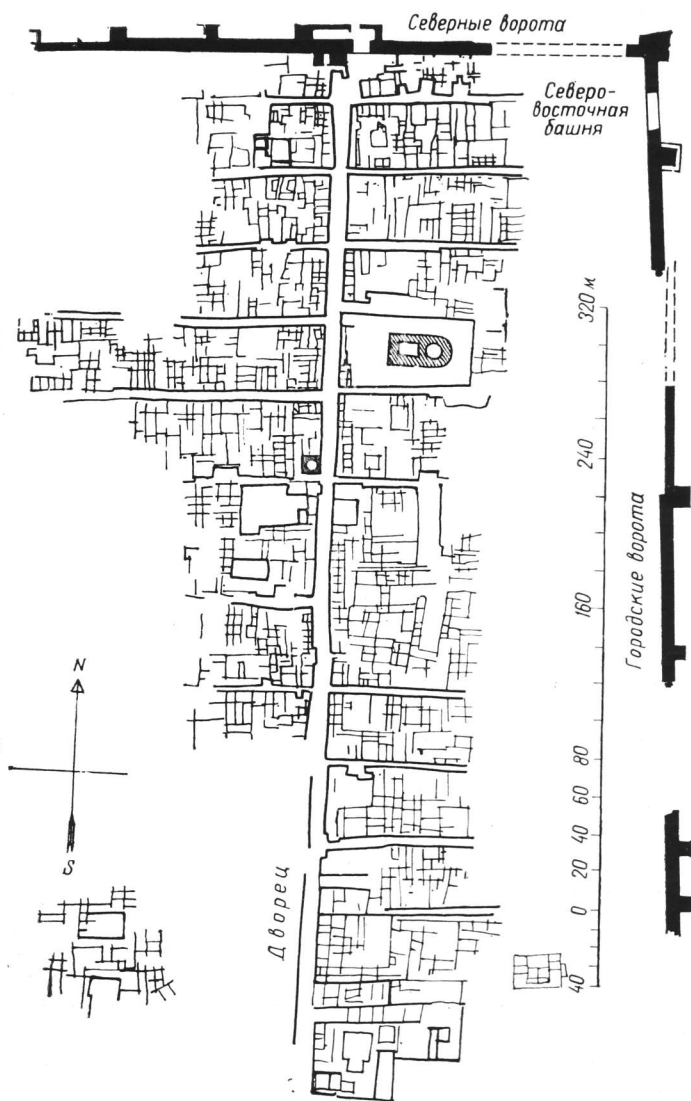 Северные ворота
Северо-
восточная
башня
320 м
240
160
80
60
40
20
0
40
Городские ворота
N
S
Дворец